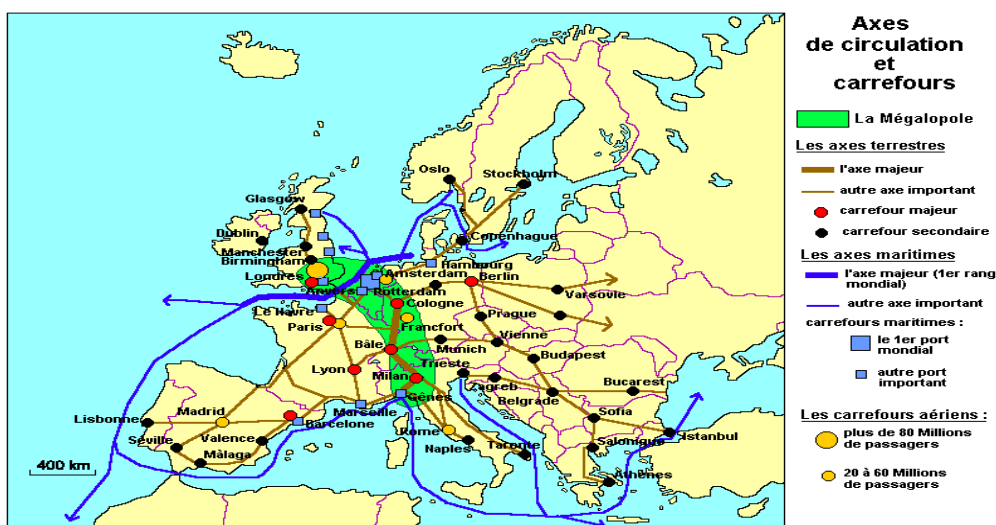 Axes
de circulation
et
carrefours
La Mégalopole
Les axes terrestres
l'axe majeur
autre axe important
carrefour majeur
carrefour secondaire
Les axes maritimes
l'axe majeur (1er rang
mondial)
autre axe important
carrefours maritimes :
le 1er port
mondial
autre port
important
Les carrefours aériens :
plus de 80 Millions
de passagers
20 à 60 Millions
de passagers
Oslo
Stockholm
Glasgow
Dublin
Copenhague
Manchester
Birmingham
Hambourg
Londres
Amsterdam
Berlin
Anvers
Rotterdam
Varsovie
Cologne
Le Havre
Prague
Paris
Francfort
Vienne
Bâle
Munich
Budapest
Lyon
Trieste
Milan
Zagreb
Bucarest
Gênes
Belgrade
Marseille
Madrid
Lisbonne
Barcelone
Sofia
Rome
Istanbul
Séville
Valence
Tarente
Salonique
Naples
Màlaga
Athènes
400 km